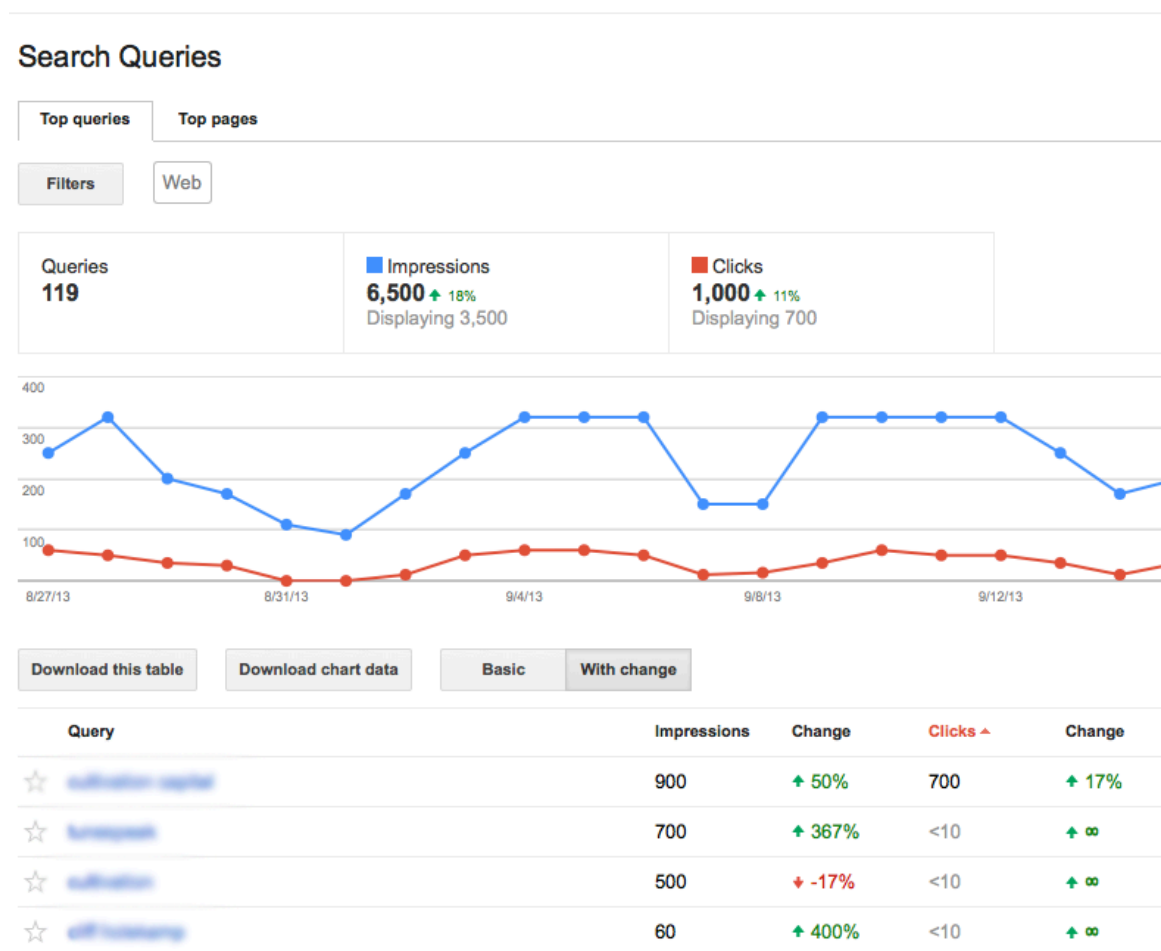 Search Queries
Top queries Top pages
Filters Web
Queries Impressions Clicks
119 6,500 18% 1,000 11%
Displaying 3,500 Displaying 700
400
300
200
100
8/27/13 8/31/13 9/4/13 9/8/13 9/12/13
Download this table Download chart data Basic With change
Query Impressions Change Clicks Change
900 50% 700 17%
700 367% <10 ∞
500 -17% <10 ∞
60 400% <10 ∞